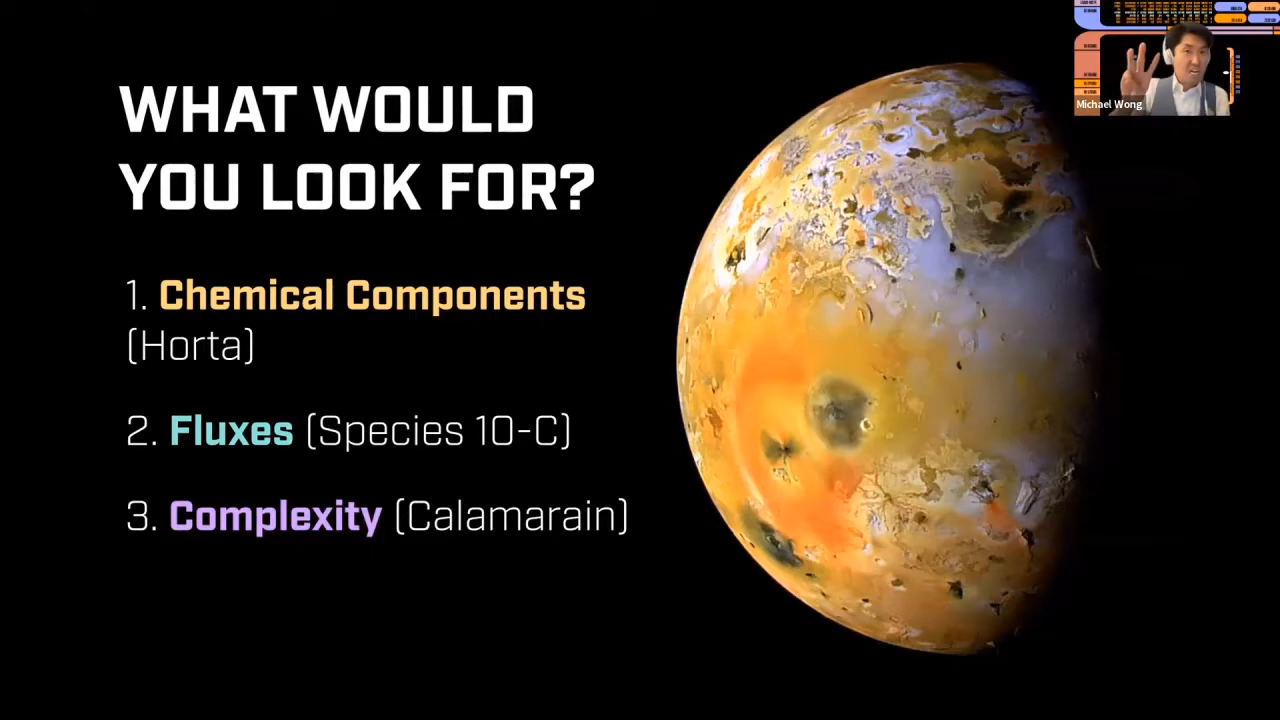 WHAT WOULD
YOU LOOK FOR?
1. Chemical Components
(Horta)
2. Fluxes (Species 10-C)
3. Complexity (Calamarain)
Michael Wong